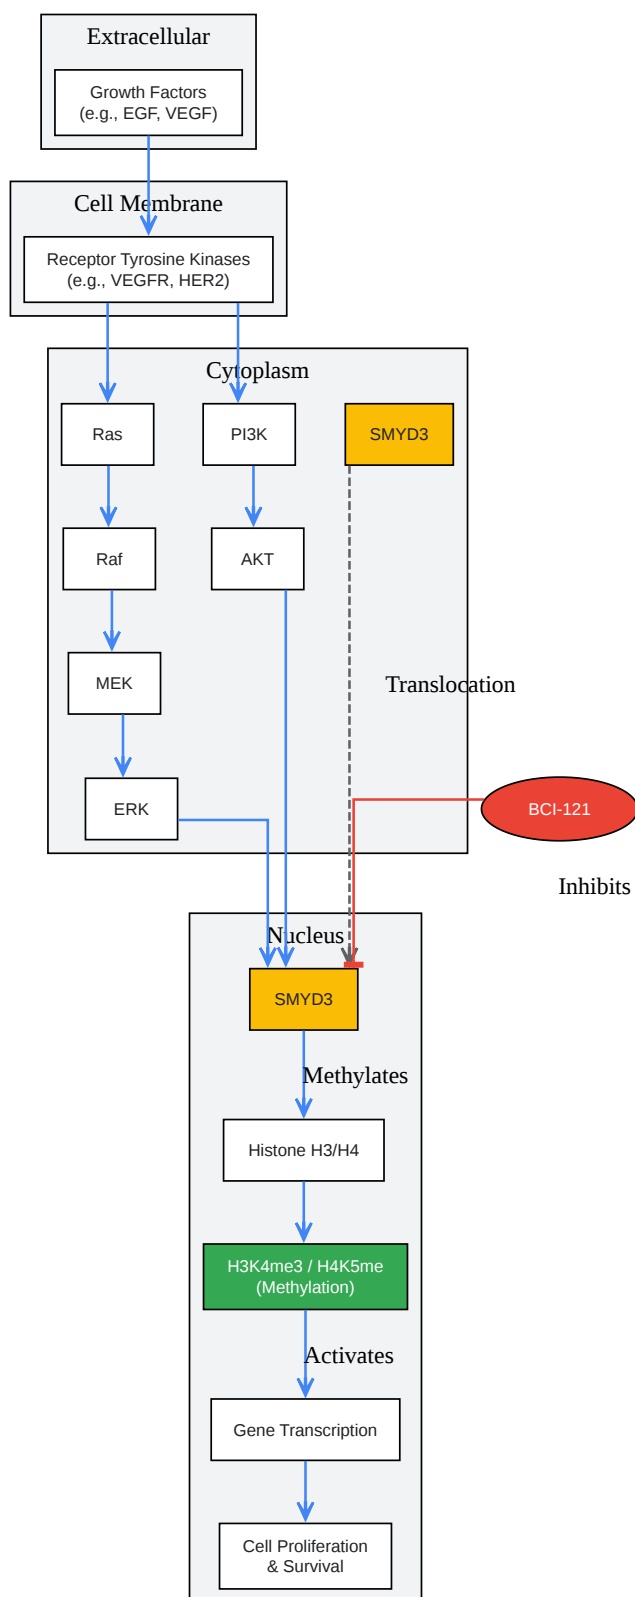 Extracellular
Growth Factors
(e.g., EGF, VEGF)
Cell Membrane
Receptor Tyrosine Kinases
(e.g., VEGFR, HER2)
Cytoplasm
Ras
PI3K
SMYD3
Raf
AKT
MEK
Translocation
ERK
BCI-121
Inhibits
Nucleus
SMYD3
Methylates
Histone H3/H4
H3K4me3 / H4K5me
(Methylation)
Activates
Gene Transcription
Cell Proliferation
& Survival